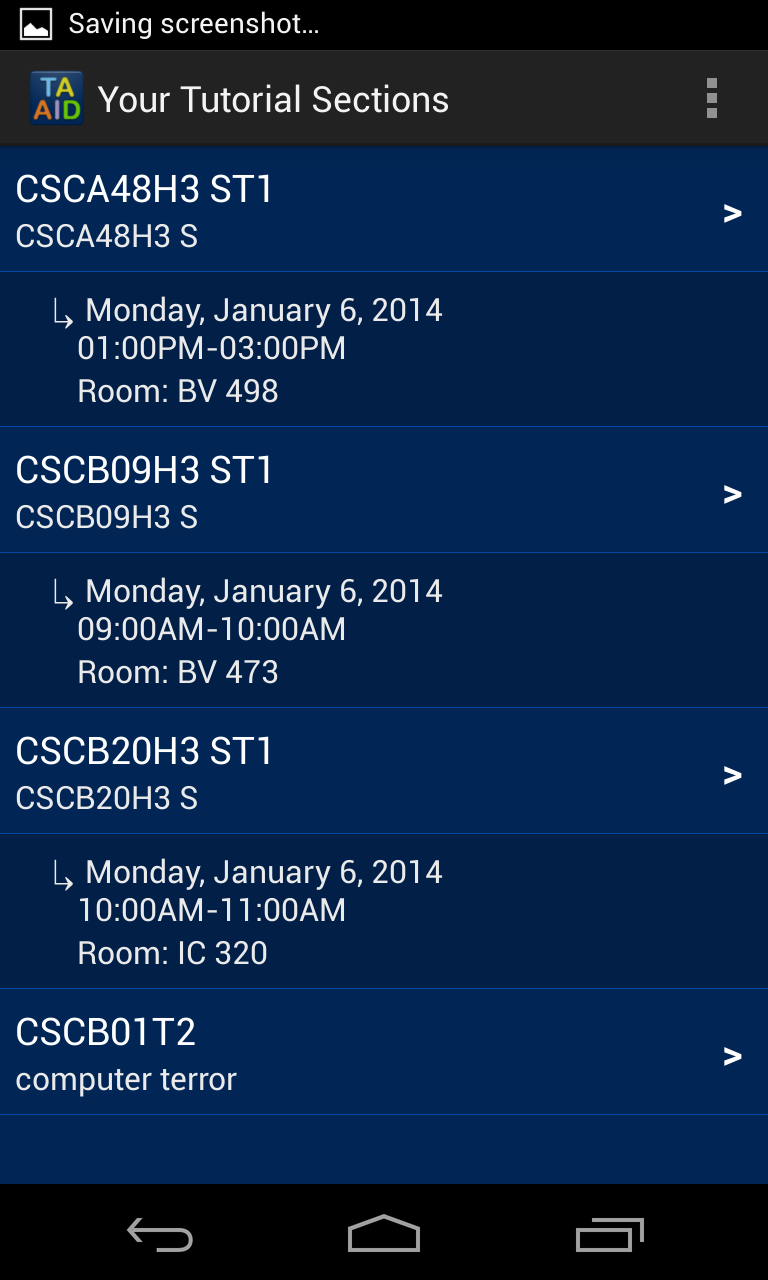 Saving screenshot...
TA
AID
Your Tutorial Sections
CSCA48H3 ST1
CSCA48H3 S
>
↳ Monday, January 6, 2014
01:00PM-03:00PM
Room: BV 498
CSCB09H3 ST1
CSCB09H3 S
>
↳ Monday, January 6, 2014
09:00AM-10:00AM
Room: BV 473
CSCB20H3 ST1
CSCB20H3 S
>
↳ Monday, January 6, 2014
10:00AM-11:00AM
Room: IC 320
CSCB01T2
computer terror
>